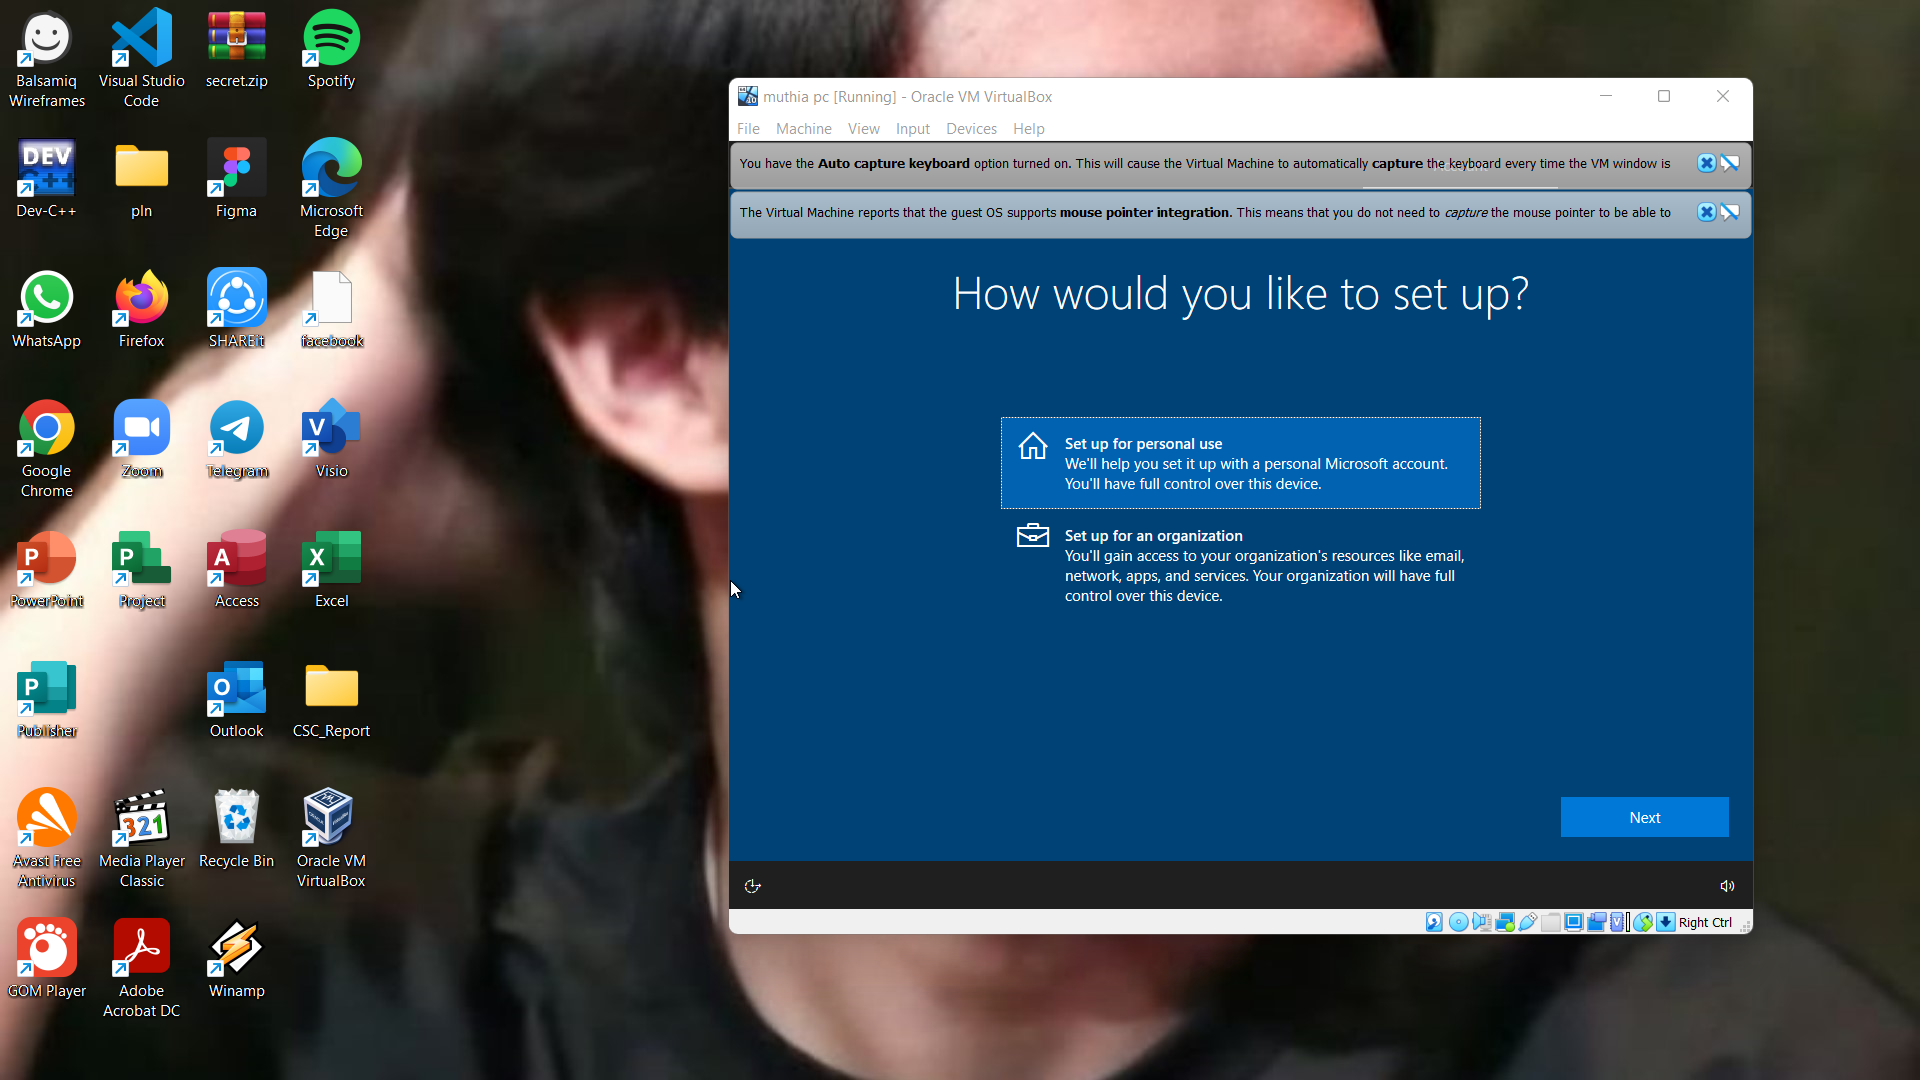 Balsamiq
Wireframes
Visual Studio
Code
secret.zip
Spotify
DEV
C++
Dev-C++
pln
Figma
Microsoft
Edge
WhatsApp
Firefox
SHAREit
facebook
Google
Chrome
Zoom
Telegram
V
Visio
P
PowerPoint
P
Project
A
Access
X
Excel
P
Publisher
O
Outlook
CSC_Report
Avast Free
Antivirus
321
Media Player
Classic
Recycle Bin
Oracle VM
VirtualBox
GOM Player
Adobe
Acrobat DC
Winamp
muthia pc [Running] - Oracle VM VirtualBox
File Machine View Input Devices Help
You have the Auto capture keyboard option turned on. This will cause the Virtual Machine to automatically capture the keyboard every time the VM window is
The Virtual Machine reports that the guest OS supports mouse pointer integration. This means that you do not need to capture the mouse pointer to be able to
How would you like to set up?
Set up for personal use
We'll help you set it up with a personal Microsoft account.
You'll have full control over this device.
Set up for an organization
You'll gain access to your organization's resources like email,
network, apps, and services. Your organization will have full
control over this device.
Next
Right Ctrl